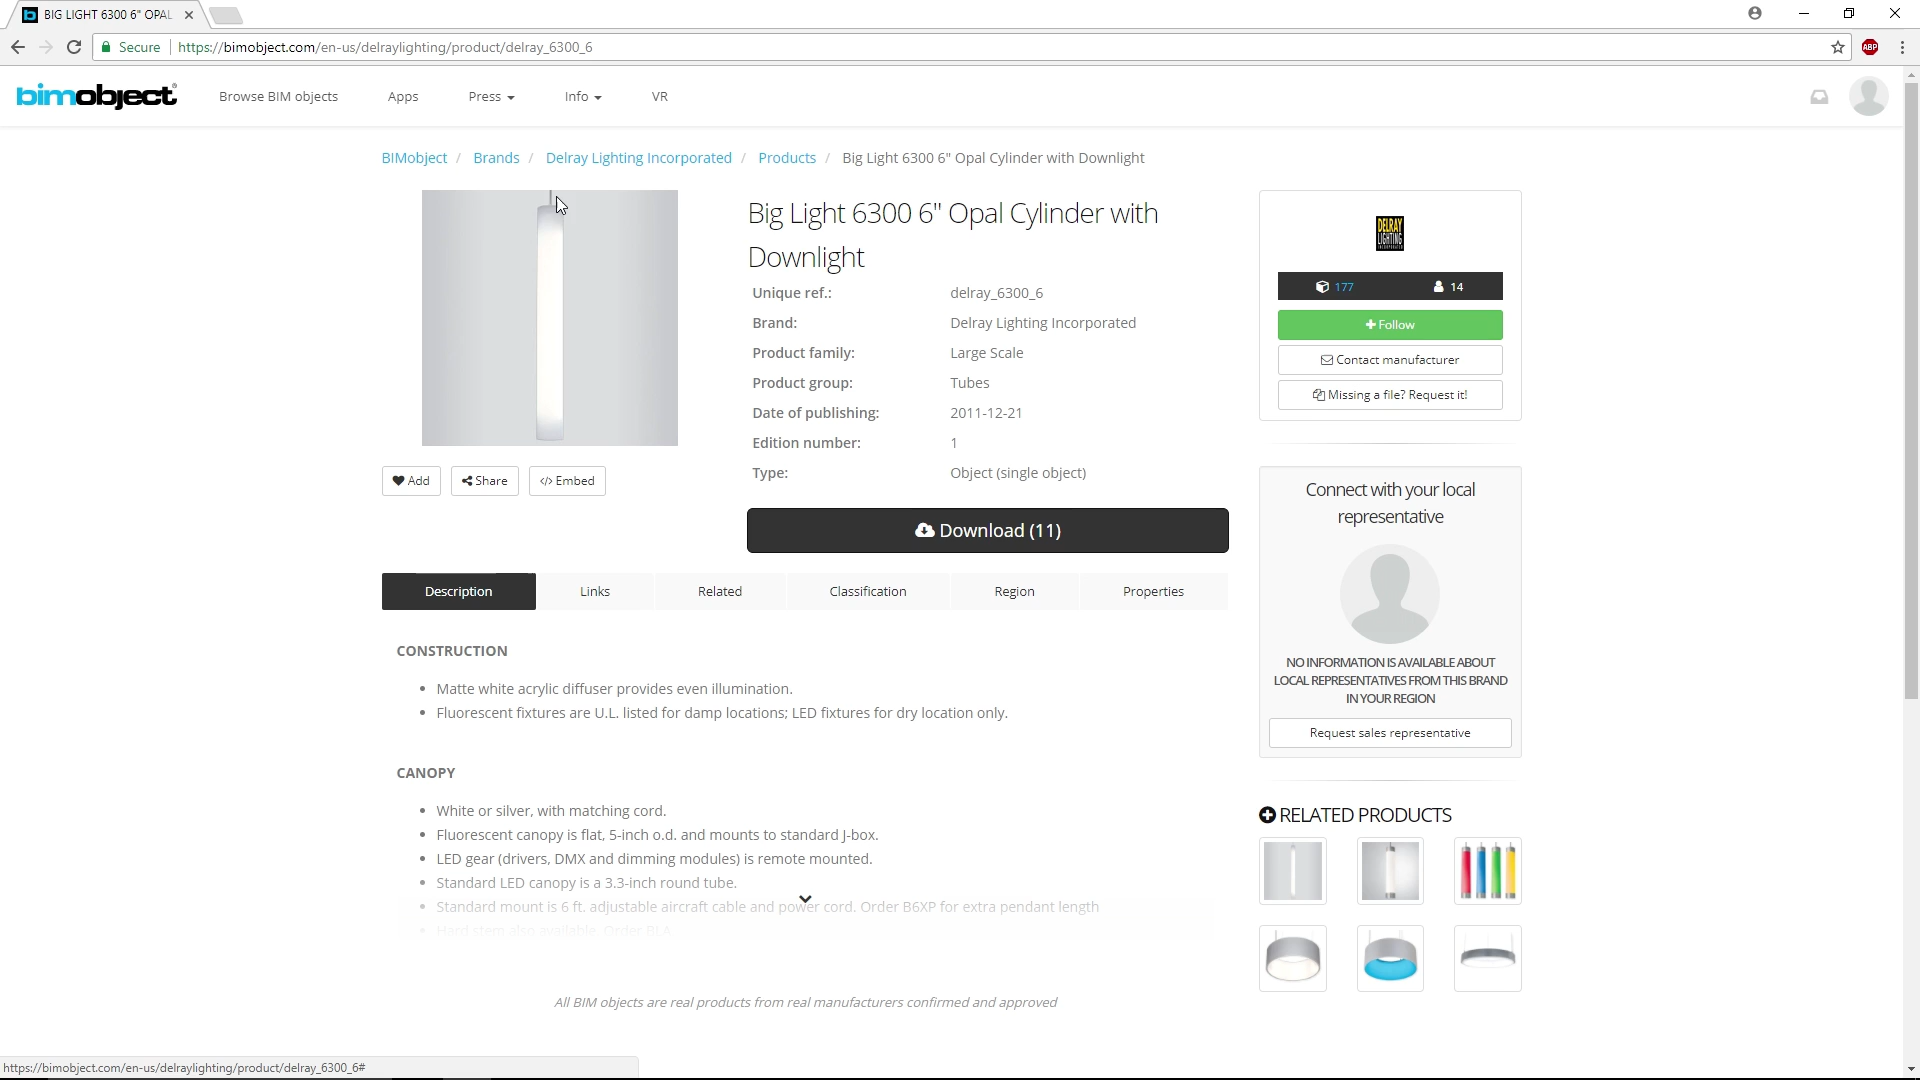 BIG LIGHT 6300 6" OPAL
Secure
https://bimobject.com/en-us/delraylighting/product/delray_6300_6
ABP
bimobject®
Browse BIM objects
Apps
Press
Info
VR
BIMobject / Brands / Delray Lighting Incorporated / Products / Big Light 6300 6" Opal Cylinder with Downlight
Big Light 6300 6" Opal Cylinder with
Downlight
Unique ref.: delray_6300_6
Brand: Delray Lighting Incorporated
Product family: Large Scale
Product group: Tubes
Date of publishing: 2011-12-21
Edition number: 1
Type: Object (single object)
Add
Share
</> Embed
Download (11)
DELRAY
LIGHTING
INCORPORATED
177
14
+ Follow
Contact manufacturer
Missing a file? Request it!
Connect with your local
representative
NO INFORMATION IS AVAILABLE ABOUT
LOCAL REPRESENTATIVES FROM THIS BRAND
IN YOUR REGION
Request sales representative
Description
Links
Related
Classification
Region
Properties
CONSTRUCTION
• Matte white acrylic diffuser provides even illumination.
• Fluorescent fixtures are U.L. listed for damp locations; LED fixtures for dry location only.
CANOPY
• White or silver, with matching cord.
• Fluorescent canopy is flat, 5-inch o.d. and mounts to standard J-box.
• LED gear (drivers, DMX and dimming modules) is remote mounted.
• Standard LED canopy is a 3.3-inch round tube.
• Standard mount is 6 ft. adjustable aircraft cable and power cord. Order B6XP for extra pendant length
• Hard stem also available. Order BLA
RELATED PRODUCTS
All BIM objects are real products from real manufacturers confirmed and approved
https://bimobject.com/en-us/delraylighting/product/delray_6300_6#